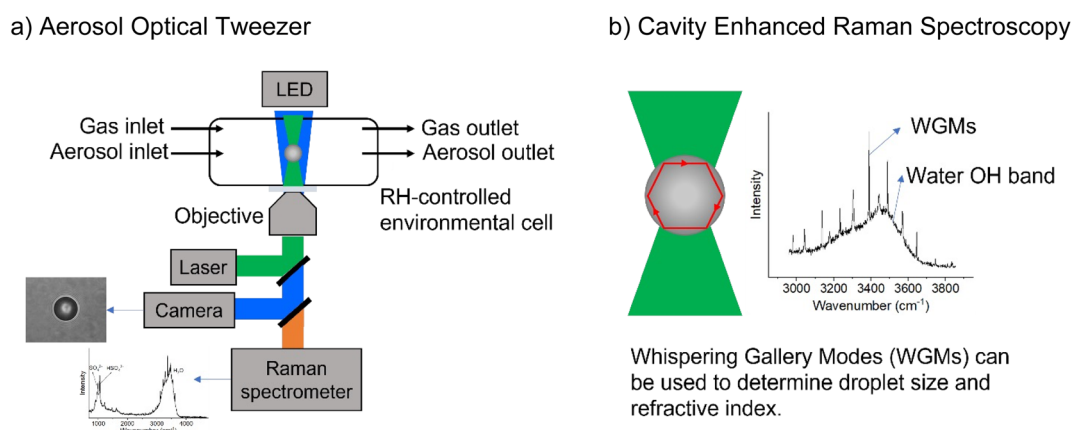 a) Aerosol Optical Tweezer
b) Cavity Enhanced Raman Spectroscopy
LED
Gas inlet
Aerosol inlet
Gas outlet
Aerosol outlet
Objective
RH-controlled
environmental cell
Laser
Camera
Raman
spectrometer
H₂O
1000 2000 3000 4000
Intensity
WGMs
Water OH band
3000 3200 3400 3600 3800
Wavenumber (cm⁻¹)
Whispering Gallery Modes (WGMs) can
be used to determine droplet size and
refractive index.